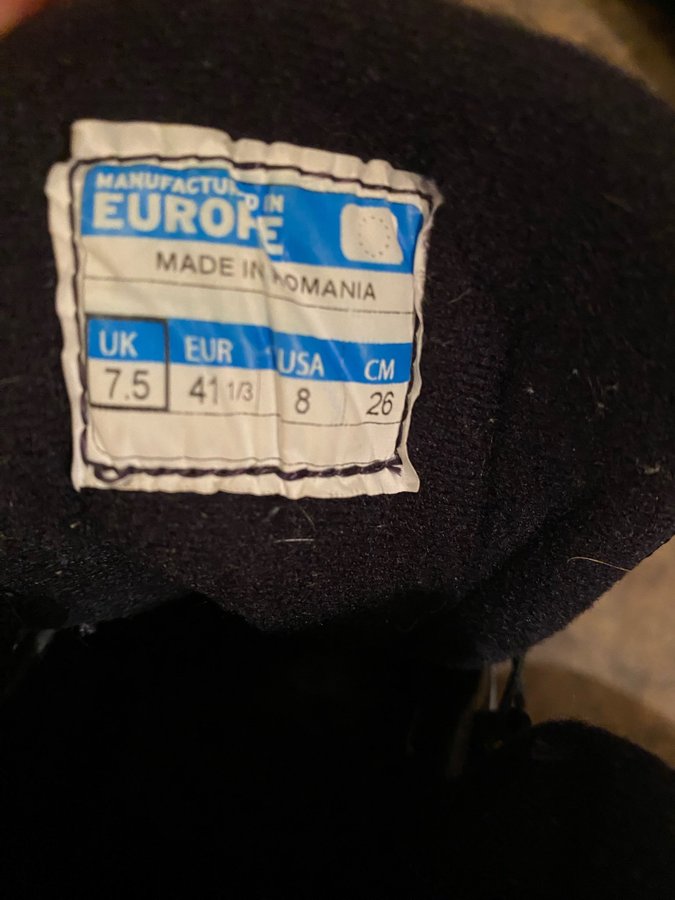 MANUFACTURED IN
EUROPE
MADE IN ROMANIA
UK EUR USA CM
7.5 41 1/3 8 26